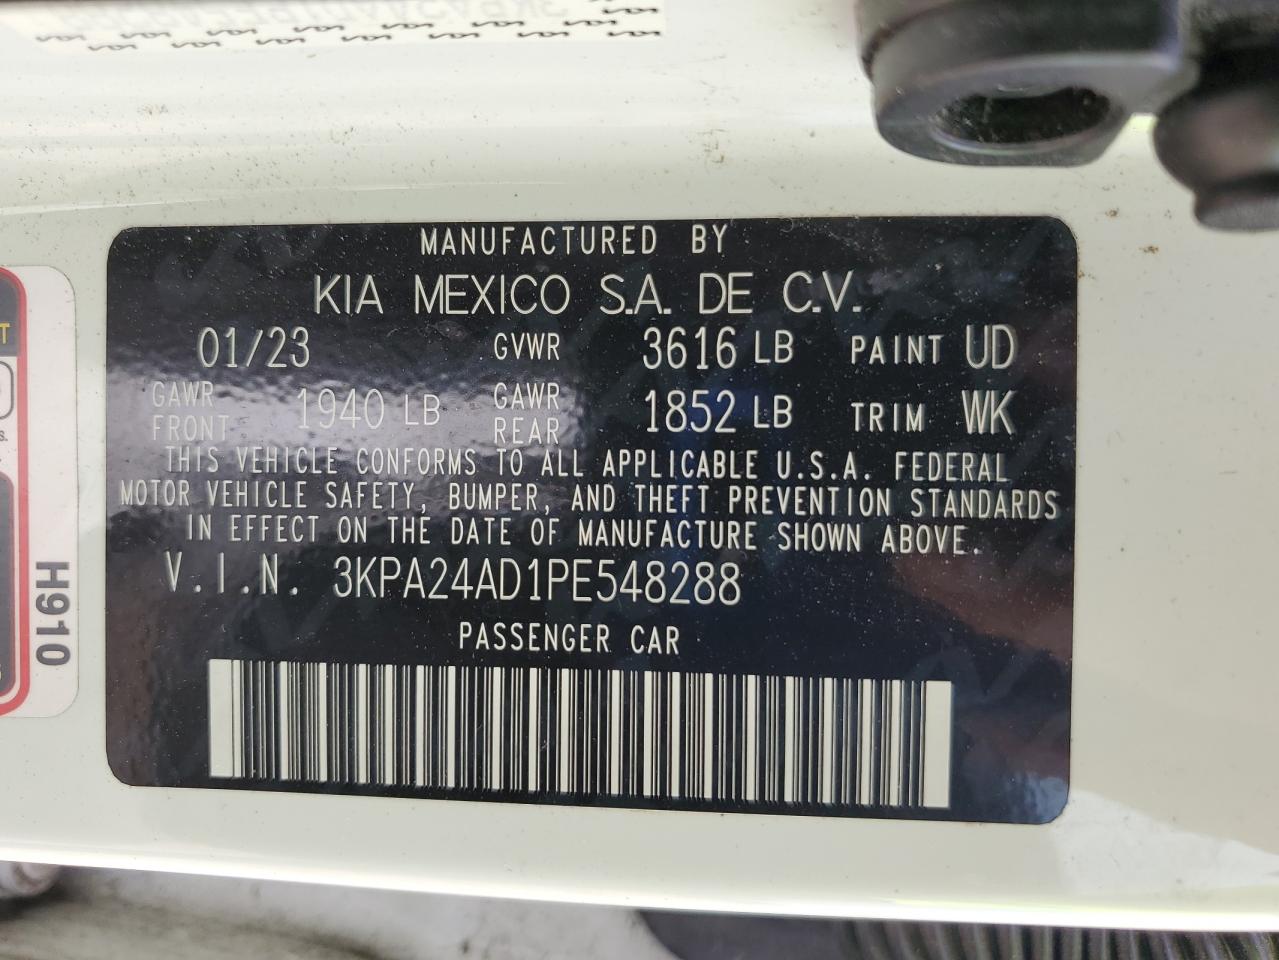 MANUFACTURED BY
KIA MEXICO S.A. DE C.V.
01/23 GVWR 3616 LB PAINT UD
GAWR FRONT 1940 LB GAWR REAR 1852 LB TRIM WK
THIS VEHICLE CONFORMS TO ALL APPLICABLE U.S.A. FEDERAL
MOTOR VEHICLE SAFETY, BUMPER, AND THEFT PREVENTION STANDARDS
IN EFFECT ON THE DATE OF MANUFACTURE SHOWN ABOVE.
V.I.N. 3KPA24AD1PE548288
PASSENGER CAR
H910